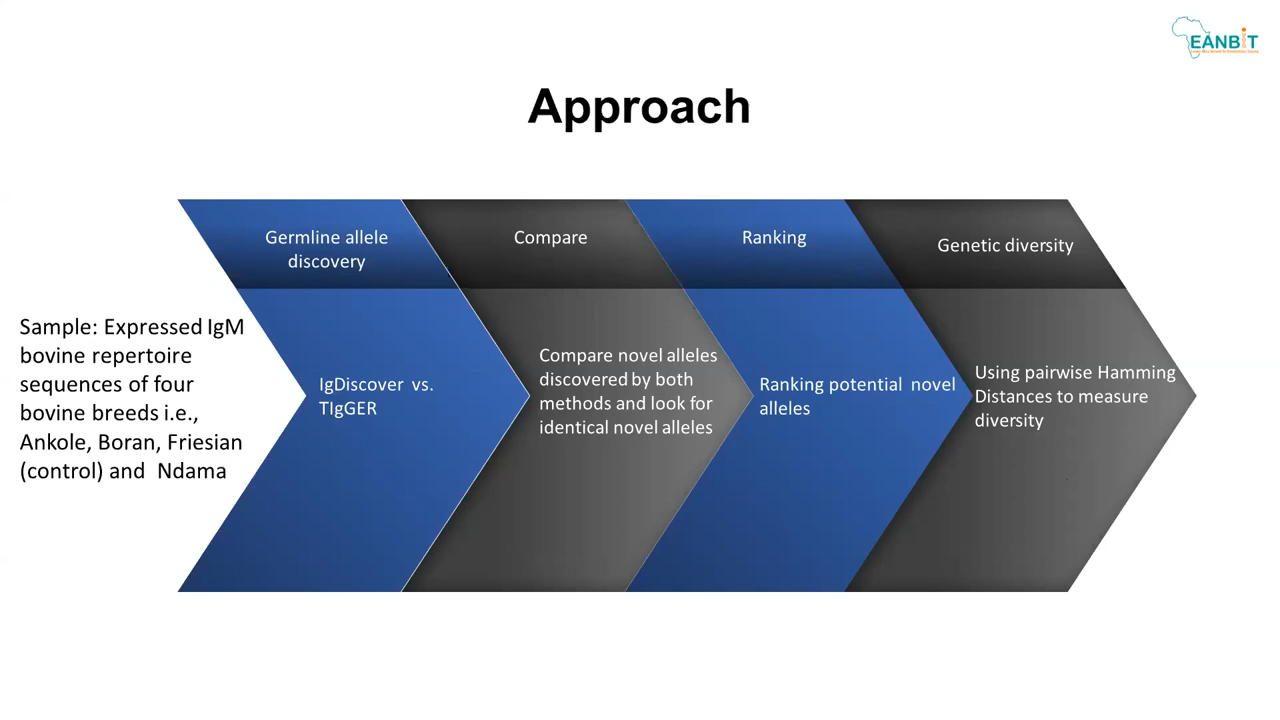 EANBiT
Approach
Sample: Expressed IgM
bovine repertoire
sequences of four
bovine breeds i.e.,
Ankole, Boran, Friesian
(control) and Ndama
Germline allele
discovery
IgDiscover vs.
TIgGER
Compare
Compare novel alleles
discovered by both
methods and look for
identical novel alleles
Ranking
Ranking potential novel
alleles
Genetic diversity
Using pairwise Hamming
Distances to measure
diversity